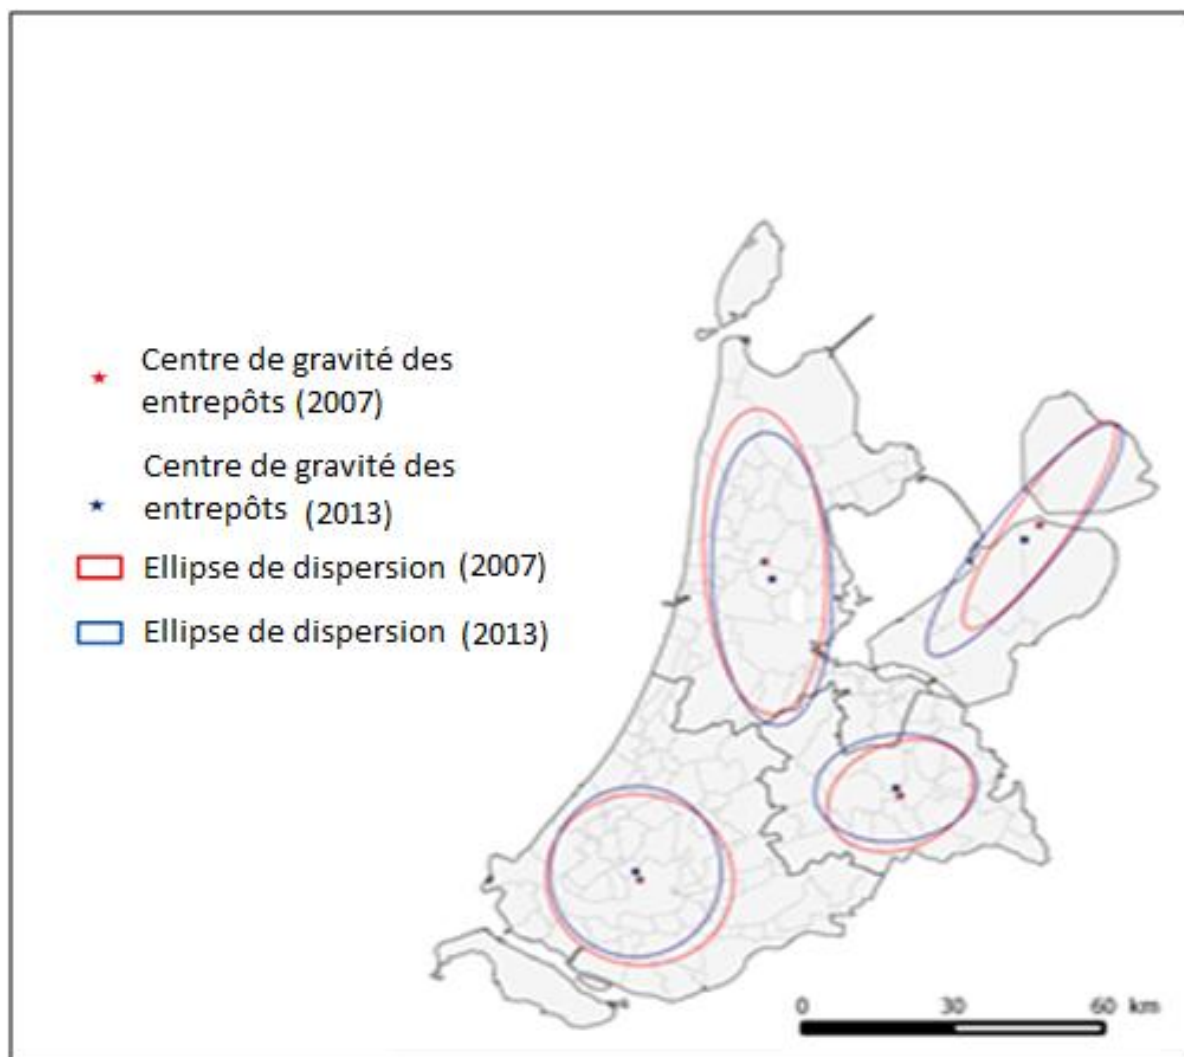 Centre de gravité des
entrepôts (2007)
Centre de gravité des
entrepôts (2013)
Ellipse de dispersion (2007)
Ellipse de dispersion (2013)
0 30 60 km